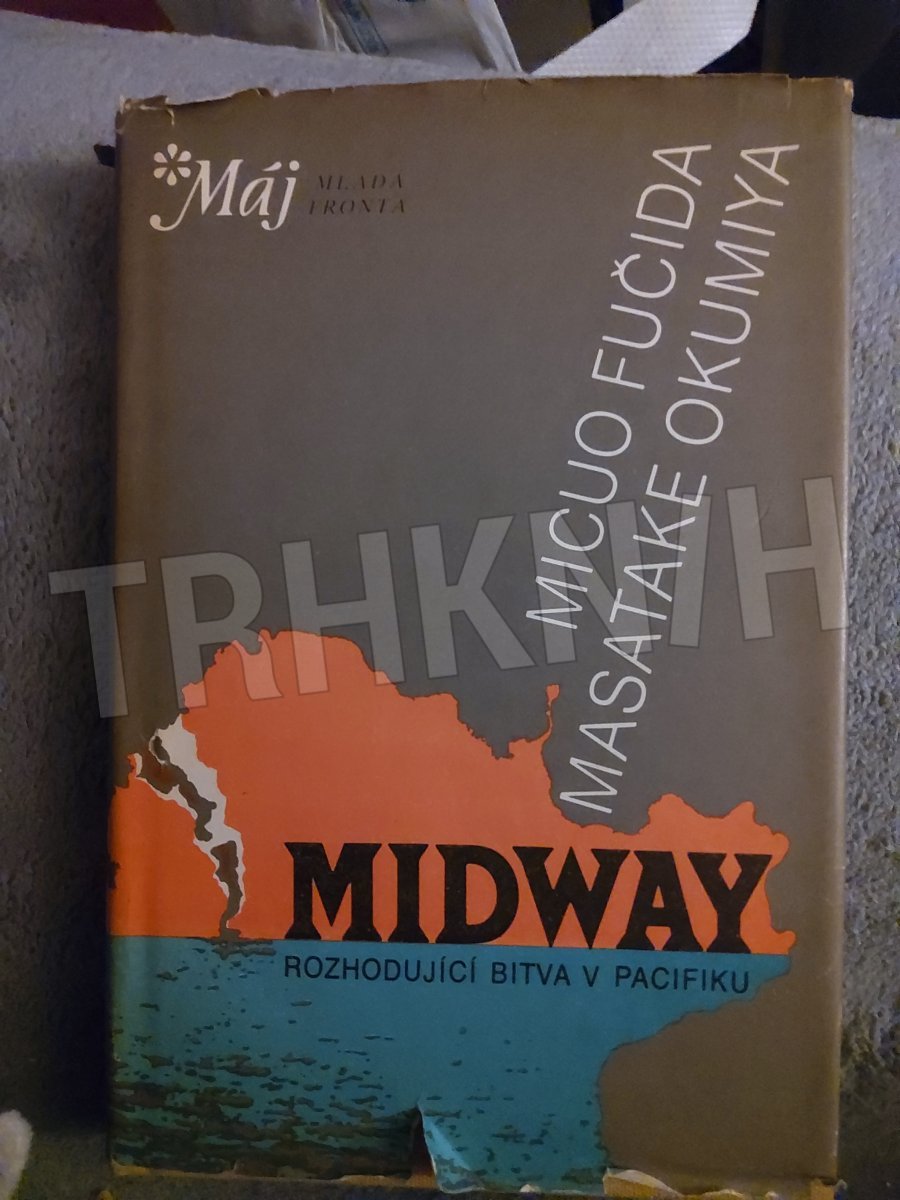 *Máj MLADÁ
FRONTA
MICUO FUČIDA
MASATAKE OKUMIYA
TRHKNIH
MIDWAY
ROZHODUJÍCÍ BITVA V PACIFIKU